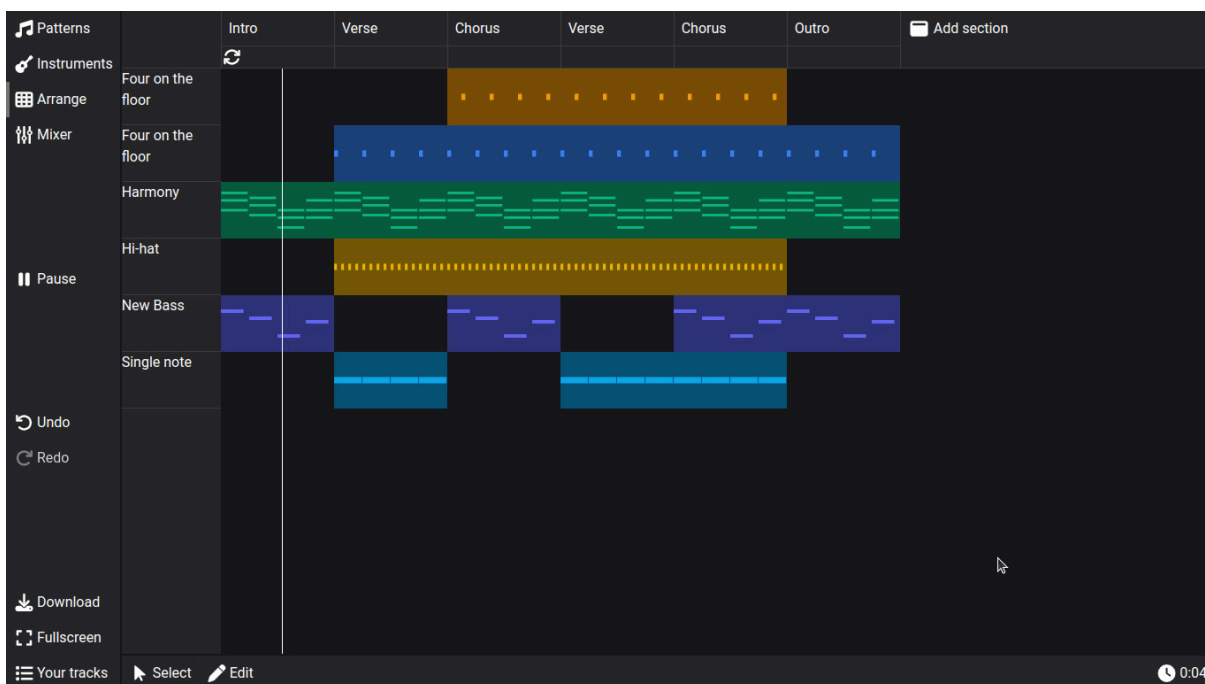 Patterns
Intro
Verse
Chorus
Verse
Chorus
Outro
Add section
Instruments
Four on the
floor
Arrange
Mixer
Four on the
floor
Harmony
Hi-hat
Pause
New Bass
Single note
Undo
Redo
Download
Fullscreen
Your tracks
Select
Edit
0:04